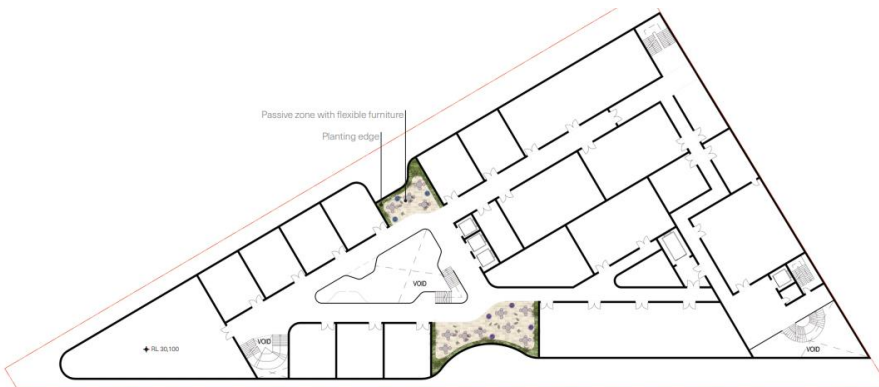 Passive zone with flexible furniture
Planting edge
VOID
RL 30,100
VOID
VOID